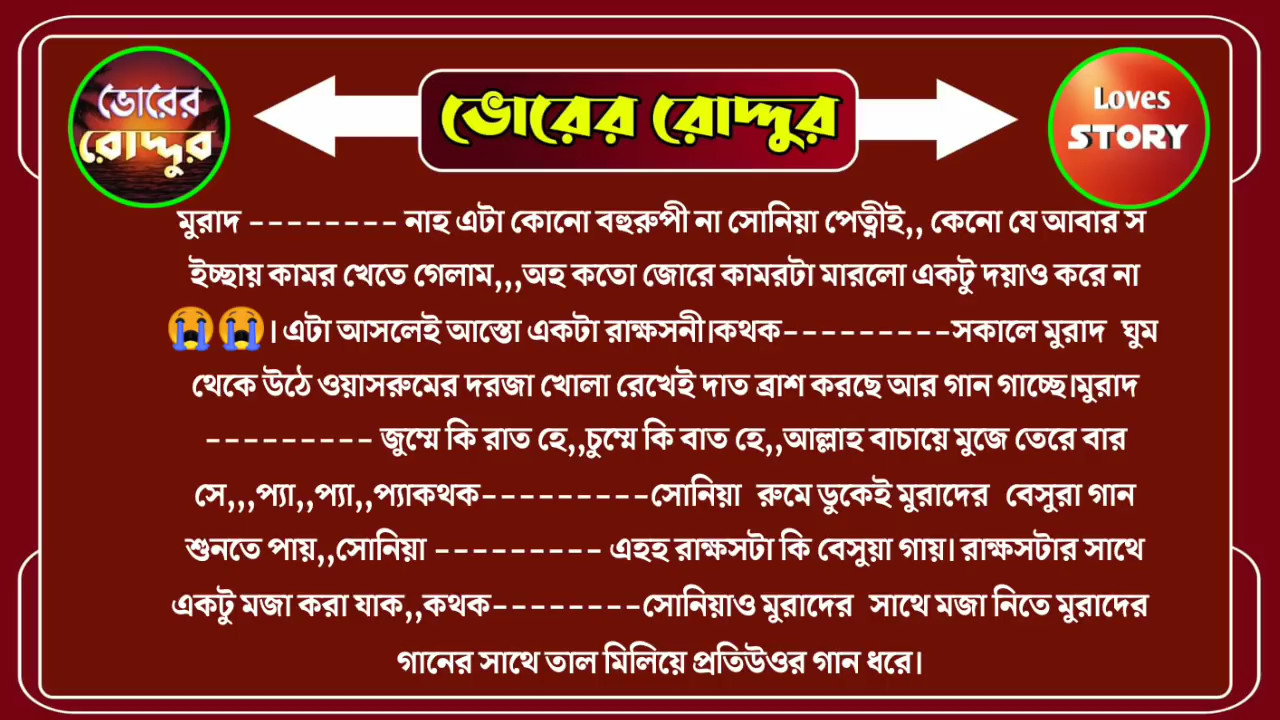 ভোরের
রোদ্দুর
ভোরের রোদ্দুর
Loves
STORY
মুরাদ -------- নাহ এটা কোনো বহুরুপী না সোনিয়া পেত্নীই,, কেনো যে আবার স
ইচ্ছায় কামর খেতে গেলাম,,,অহ কতো জোরে কামরটা মারলো একটু দয়াও করে না
😭😭। এটা আসলেই আস্তো একটা রাক্ষসনী।কথক---------সকালে মুরাদ ঘুম
থেকে উঠে ওয়াসরুমের দরজা খোলা রেখেই দাত ব্রাশ করছে আর গান গাচ্ছে।মুরাদ
--------- জুম্মে কি রাত হে,,চুম্মে কি বাত হে,,আল্লাহ বাচায়ে মুজে তেরে বার
সে,,,প্যা,,প্যা,,প্যাকথক---------সোনিয়া রুমে ডুকেই মুরাদের বেসুরা গান
শুনতে পায়,,সোনিয়া --------- এহহ রাক্ষসটা কি বেসুয়া গায়। রাক্ষসটার সাথে
একটু মজা করা যাক,,কথক--------সোনিয়াও মুরাদের সাথে মজা নিতে মুরাদের
গানের সাথে তাল মিলিয়ে প্রতিউওর গান ধরে।